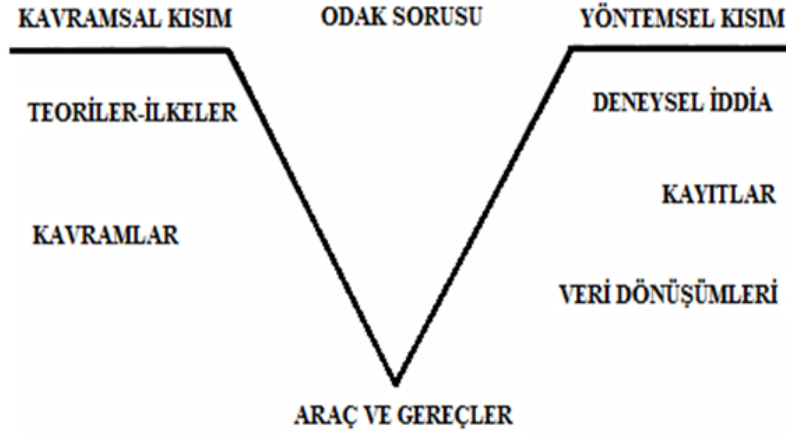 KAVRAMSAL KISIM
ODAK SORUSU
YÖNTEMSEL KISIM
TEORİLER-İLKELER
DENEYSEL İDDİA
KAYITLAR
KAVRAMLAR
VERİ DÖNÜŞÜMLERİ
ARAÇ VE GEREÇLER